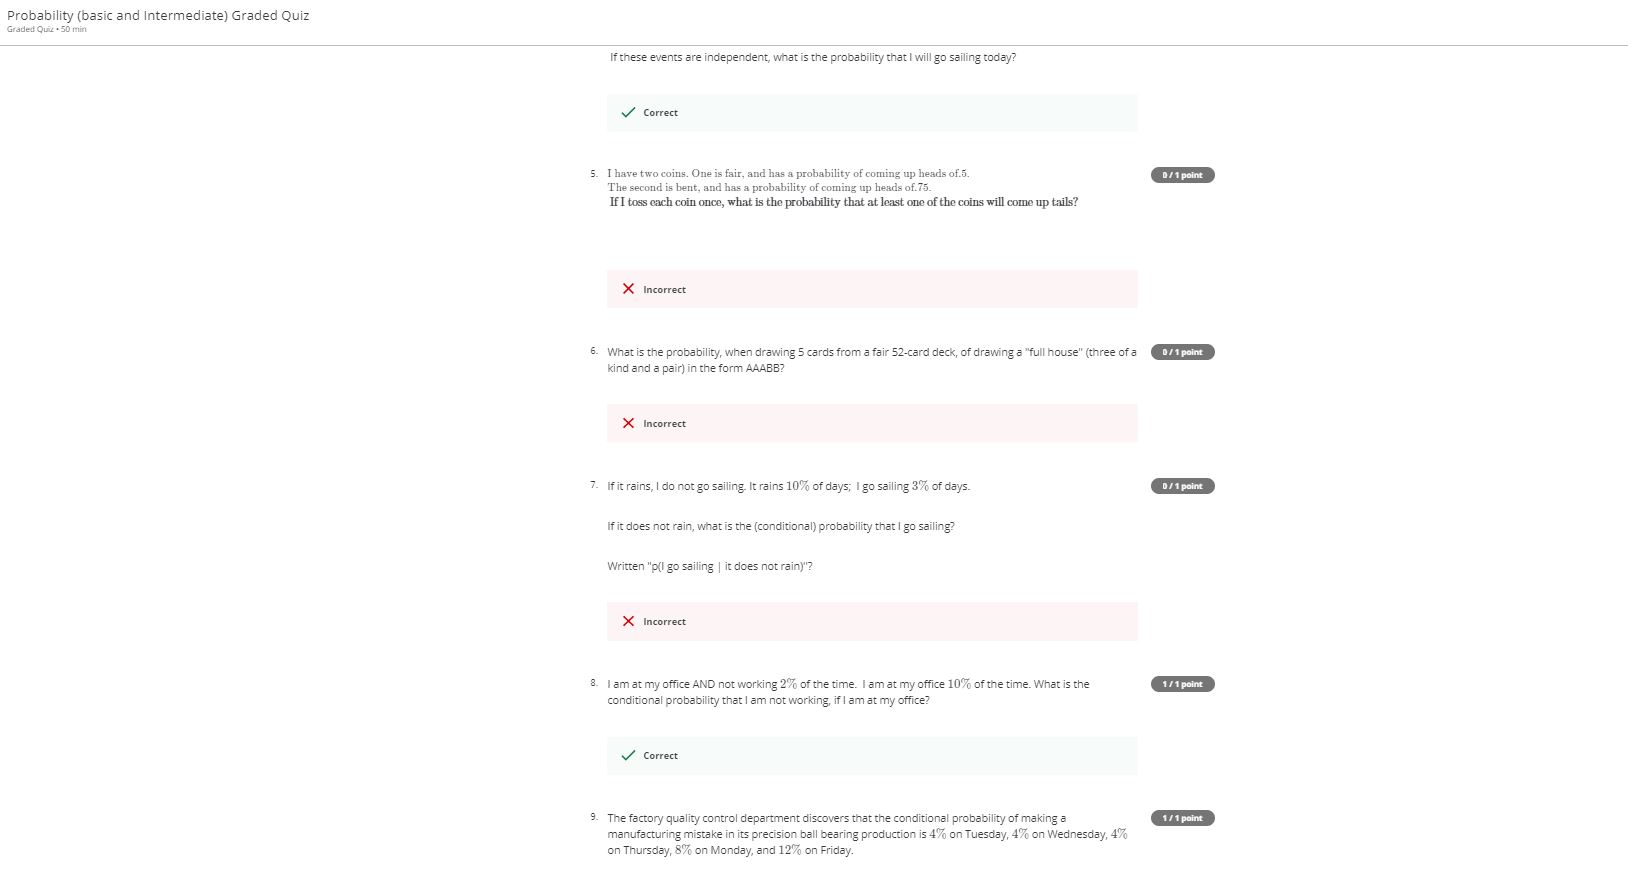 Probability (basic and Intermediate) Graded Quiz
Graded Quiz • 50 min
If these events are independent, what is the probability that I will go sailing today?
Correct
5. I have two coins. One is fair, and has a probability of coming up heads of.5.
0 / 1 point
The second is bent, and has a probability of coming up heads of.75.
If I toss each coin once, what is the probability that at least one of the coins will come up tails?
Incorrect
6. What is the probability, when drawing 5 cards from a fair 52-card deck, of drawing a "full house" (three of a
0 / 1 point
kind and a pair) in the form AAABB?
Incorrect
7. If it rains, I do not go sailing. It rains 10% of days; I go sailing 3% of days.
0 / 1 point
If it does not rain, what is the (conditional) probability that I go sailing?
Written "p(I go sailing | it does not rain)"?
Incorrect
8. I am at my office AND not working 2% of the time. I am at my office 10% of the time. What is the
1 / 1 point
conditional probability that I am not working, if I am at my office?
Correct
9. The factory quality control department discovers that the conditional probability of making a
1 / 1 point
manufacturing mistake in its precision ball bearing production is 4% on Tuesday, 4% on Wednesday, 4%
on Thursday, 8% on Monday, and 12% on Friday.